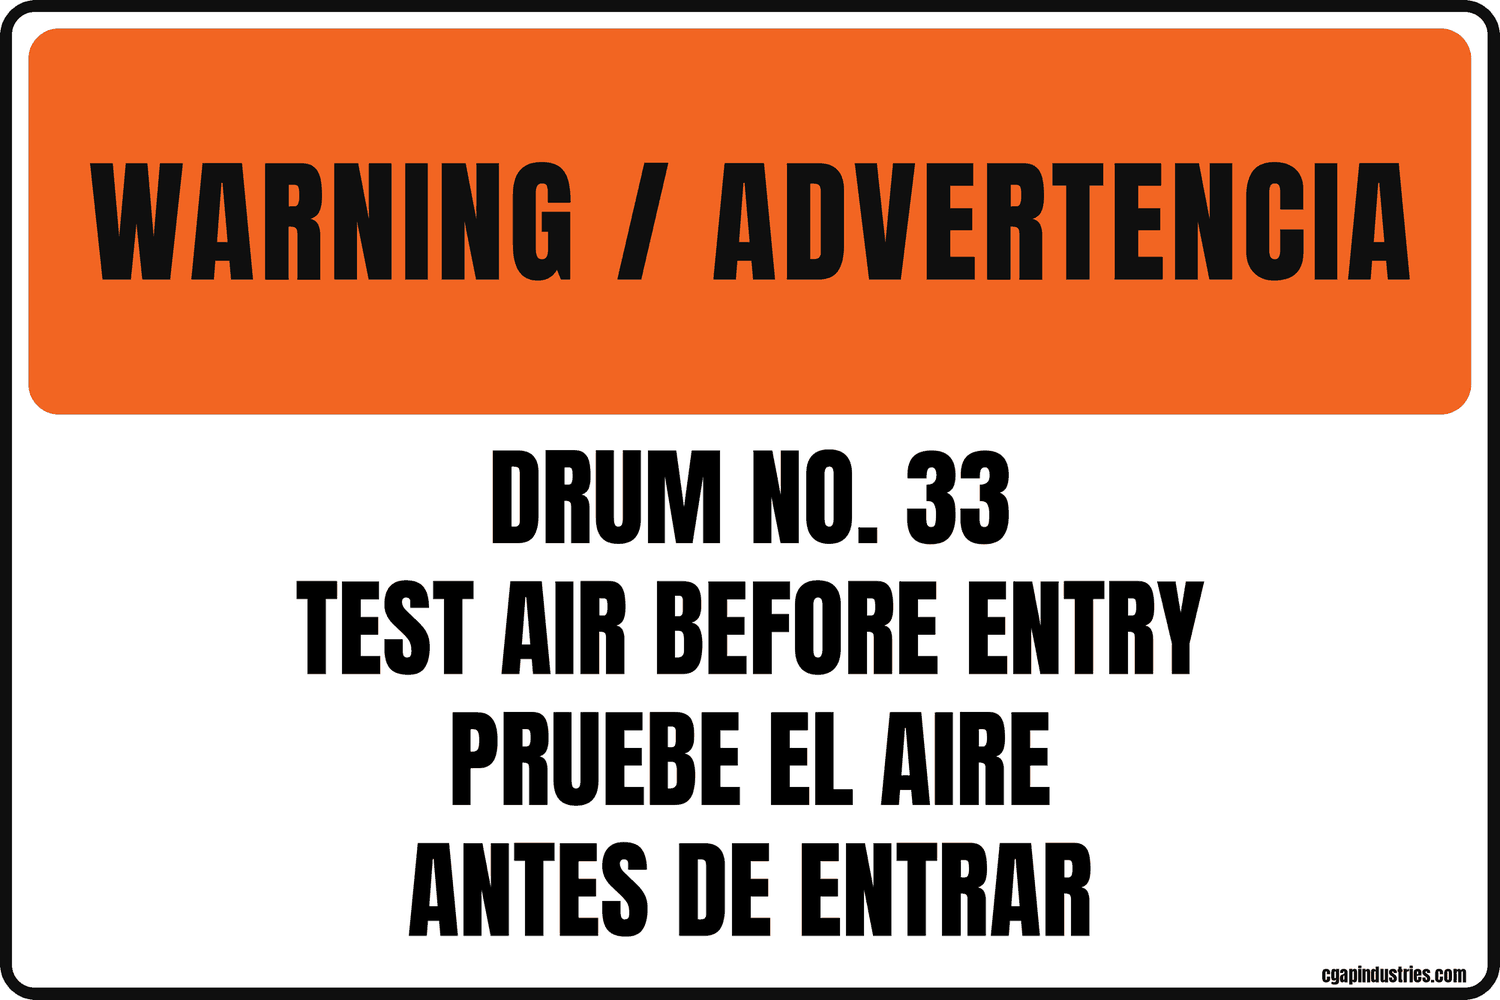 WARNING / ADVERTENCIA
DRUM NO. 33
TEST AIR BEFORE ENTRY
PRUEBE EL AIRE
ANTES DE ENTRAR
cgapindustries.com